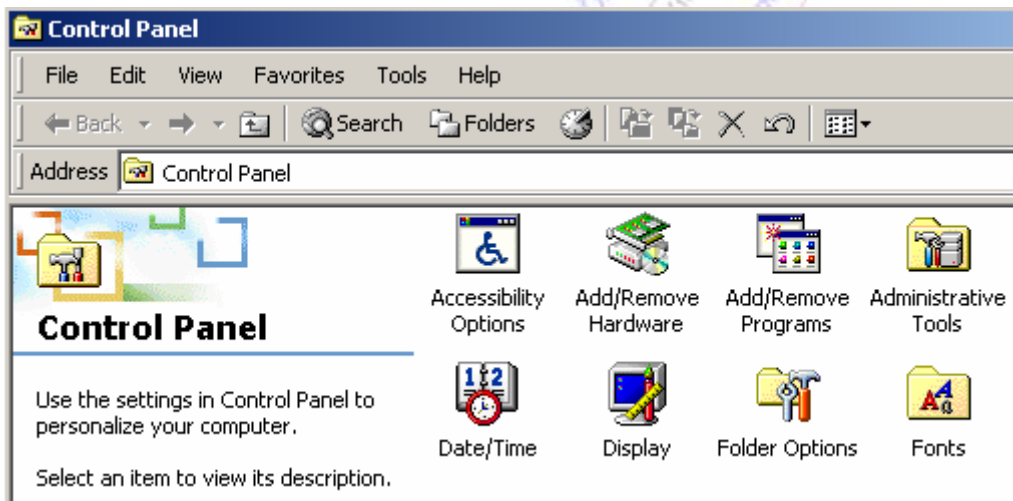 Control Panel
File Edit View Favorites Tools Help
Back Search Folders
Address Control Panel
Control Panel
Use the settings in Control Panel to
personalize your computer.
Select an item to view its description.
Accessibility Options
Add/Remove Hardware
Add/Remove Programs
Administrative Tools
Date/Time
Display
Folder Options
Fonts